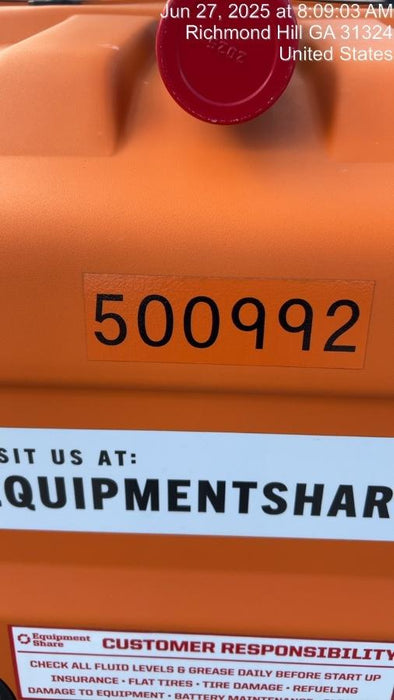 Jun 27, 2025 at 8:09:03 AM
Richmond Hill GA 31324
United States
500992
SIT US AT:
QUIPMENTSHAR
Equipment
Share
CUSTOMER RESPONSIBILITY
CHECK ALL FLUID LEVELS & GREASE DAILY BEFORE START UP
INSURANCE • FLAT TIRES • TIRE DAMAGE • REFUELING
DAMAGE TO EQUIPMENT • BATTERY MAINTENANCE